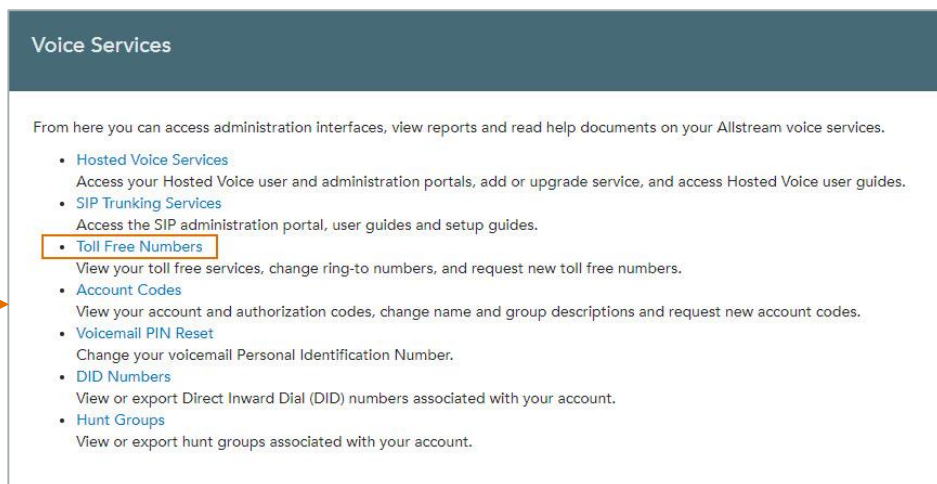 Voice Services
From here you can access administration interfaces, view reports and read help documents on your Allstream voice services.
• Hosted Voice Services
Access your Hosted Voice user and administration portals, add or upgrade service, and access Hosted Voice user guides.
• SIP Trunking Services
Access the SIP administration portal, user guides and setup guides.
• Toll Free Numbers
View your toll free services, change ring-to numbers, and request new toll free numbers.
• Account Codes
View your account and authorization codes, change name and group descriptions and request new account codes.
• Voicemail PIN Reset
Change your voicemail Personal Identification Number.
• DID Numbers
View or export Direct Inward Dial (DID) numbers associated with your account.
• Hunt Groups
View or export hunt groups associated with your account.